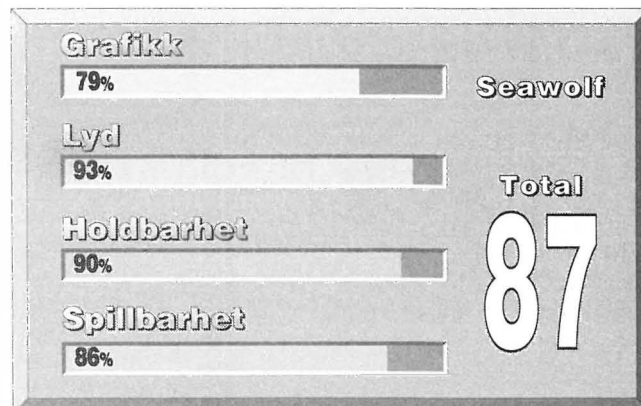 Grafikk
79%
Lyd
93%
Holdbarhet
90%
Spillbarhet
86%
Seawolf
Total
87